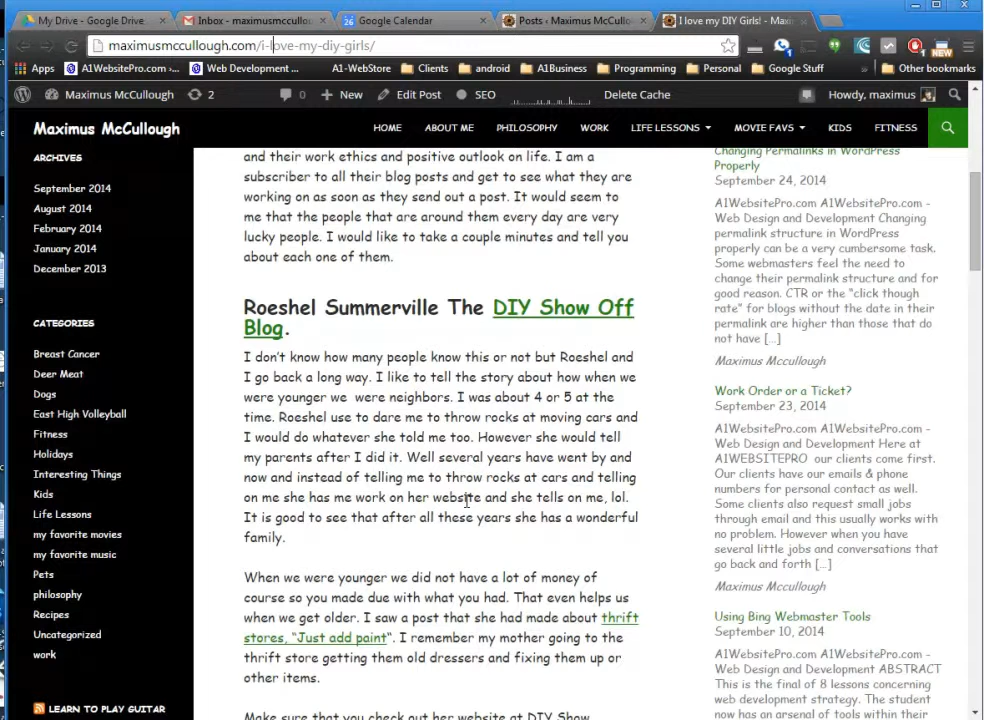 My Drive - Google Drive
Inbox - maximusmccullou
Google Calendar
Posts ‹ Maximus McCullo
I love my DIY Girls! - Maxi
maximusmccullough.com/i-love-my-diy-girls/
NEW
Apps
A1WebsitePro.com ›...
Web Development ...
A1-WebStore
Clients
android
A1Business
Programming
Personal
Google Stuff
»
Other bookmarks
Maximus McCullough
2
0
New
Edit Post
SEO
Delete Cache
Howdy, maximus
Maximus McCullough
HOME
ABOUT ME
PHILOSOPHY
WORK
LIFE LESSONS
MOVIE FAVS
KIDS
FITNESS
ARCHIVES
September 2014
August 2014
February 2014
January 2014
December 2013
CATEGORIES
Breast Cancer
Deer Meat
Dogs
East High Volleyball
Fitness
Holidays
Interesting Things
Kids
Life Lessons
my favorite movies
my favorite music
Pets
philosophy
Recipes
Uncategorized
work
LEARN TO PLAY GUITAR
and their work ethics and positive outlook on life. I am a
subscriber to all their blog posts and get to see what they are
working on as soon as they send out a post. It would seem to
me that the people that are around them every day are very
lucky people. I would like to take a couple minutes and tell you
about each one of them.
Roeshel Summerville The DIY Show Off
Blog.
I don't know how many people know this or not but Roeshel and
I go back a long way. I like to tell the story about how when we
were younger we were neighbors. I was about 4 or 5 at the
time. Roeshel use to dare me to throw rocks at moving cars and
I would do whatever she told me too. However she would tell
my parents after I did it. Well several years have went by and
now and instead of telling me to throw rocks at cars and telling
on me she has me work on her website and she tells on me, lol.
It is good to see that after all these years she has a wonderful
family.
When we were younger we did not have a lot of money of
course so you made due with what you had. That even helps us
when we get older. I saw a post that she had made about thrift
stores, "Just add paint". I remember my mother going to the
thrift store getting them old dressers and fixing them up or
other items.
Make sure that you check out her website at DIY Show
Changing Permalinks in WordPress
Properly
September 24, 2014
A1WebsitePro.com A1WebsitePro.com -
Web Design and Development Changing
permalink structure in WordPress
properly can be a very cumbersome task.
Some webmasters feel the need to
change their permalink structure and for
good reason. CTR or the "click though
rate" for blogs without the date in their
permalink are higher than those that do
not have [...]
Maximus Mccullough
Work Order or a Ticket?
September 23, 2014
A1WebsitePro.com A1WebsitePro.com -
Web Design and Development Here at
A1WEBSITEPRO our clients come first.
Our clients have our emails & phone
numbers for personal contact as well.
Some clients also request small jobs
through email and this usually works with
no problem. However when you have
several little jobs and conversations that
go back and forth [...]
Maximus Mccullough
Using Bing Webmaster Tools
September 10, 2014
A1WebsitePro.com A1WebsitePro.com -
Web Design and Development ABSTRACT
This is the final of 8 lessons concerning
web development strategy. The student
now has an arsenal of tools within their